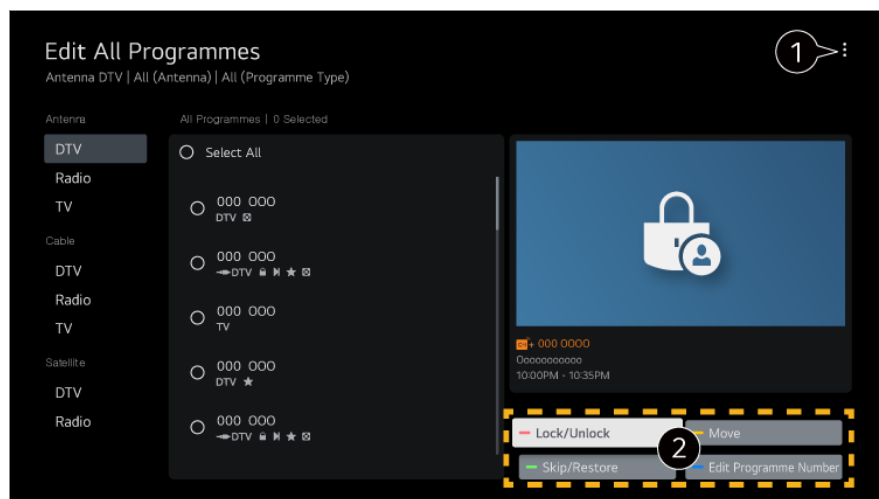 Edit All Programmes
1
Antenna DTV | All (Antenna) | All (Programme Type)
Antenna
All Programmes | 0 Selected
DTV
Radio
TV
Cable
DTV
Radio
TV
Satellite
DTV
Radio
Select All
000 000
DTV
000 000
DTV
000 000
TV
000 000
DTV
000 000
DTV
CH+ 000 0000
Ooooooooooo
10:00PM - 10:35PM
Lock/Unlock
Move
2
Skip/Restore
Edit Programme Number